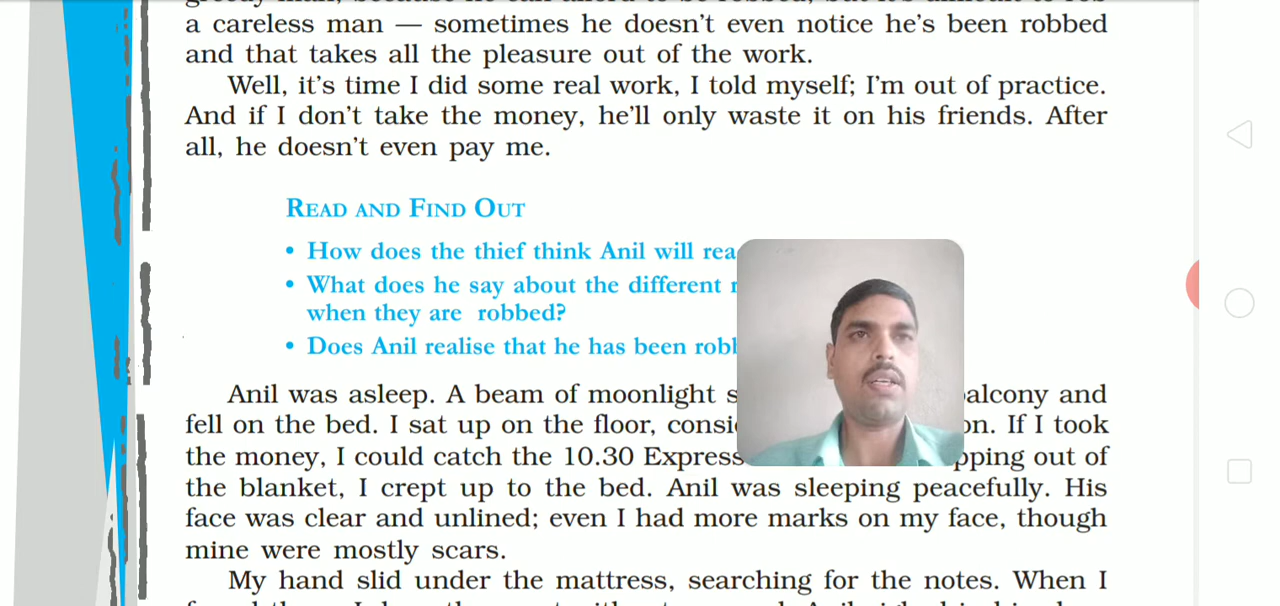 a careless man — sometimes he doesn't even notice he's been robbed
and that takes all the pleasure out of the work.
Well, it's time I did some real work, I told myself; I'm out of practice.
And if I don't take the money, he'll only waste it on his friends. After
all, he doesn't even pay me.
READ AND FIND OUT
• How does the thief think Anil will
• What does he say about the different
when they are robbed?
• Does Anil realise that he has been
Anil was asleep. A beam of moonlight and
fell on the bed. I sat up on the floor, If I took
the money, I could catch the 10.30 Express out of
the blanket, I crept up to the bed. Anil was sleeping peacefully. His
face was clear and unlined; even I had more marks on my face, though
mine were mostly scars.
My hand slid under the mattress, searching for the notes. When I